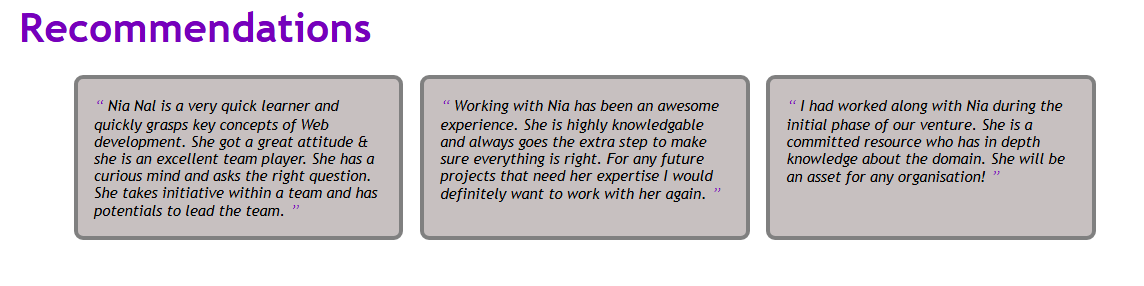 Recommendations
“ Nia Nal is a very quick learner and
quickly grasps key concepts of Web
development. She got a great attitude &
she is an excellent team player. She has a
curious mind and asks the right question.
She takes initiative within a team and has
potentials to lead the team. ”
“ Working with Nia has been an awesome
experience. She is highly knowledgable
and always goes the extra step to make
sure everything is right. For any future
projects that need her expertise I would
definitely want to work with her again. ”
“ I had worked along with Nia during the
initial phase of our venture. She is a
committed resource who has in depth
knowledge about the domain. She will be
an asset for any organisation! ”